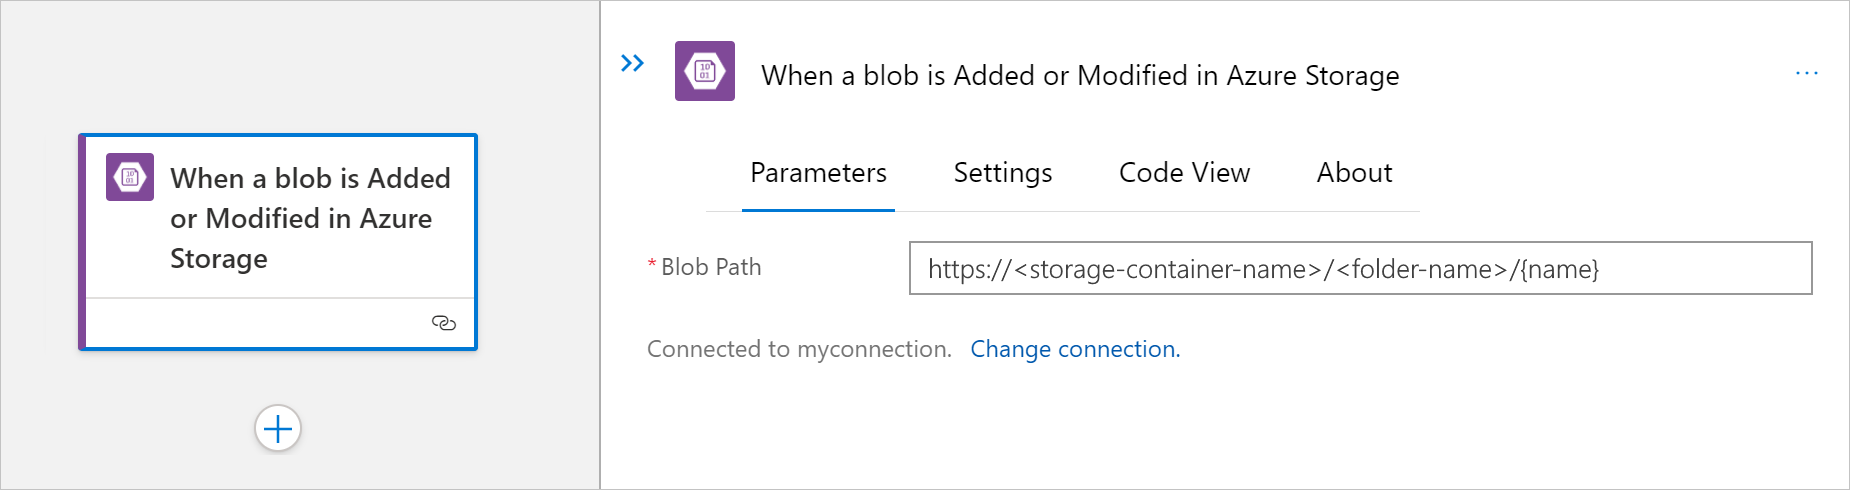 When a blob is Added
or Modified in Azure
Storage
When a blob is Added or Modified in Azure Storage
Parameters Settings Code View About
* Blob Path https://<storage-container-name>/<folder-name>/{name}
Connected to myconnection. Change connection.